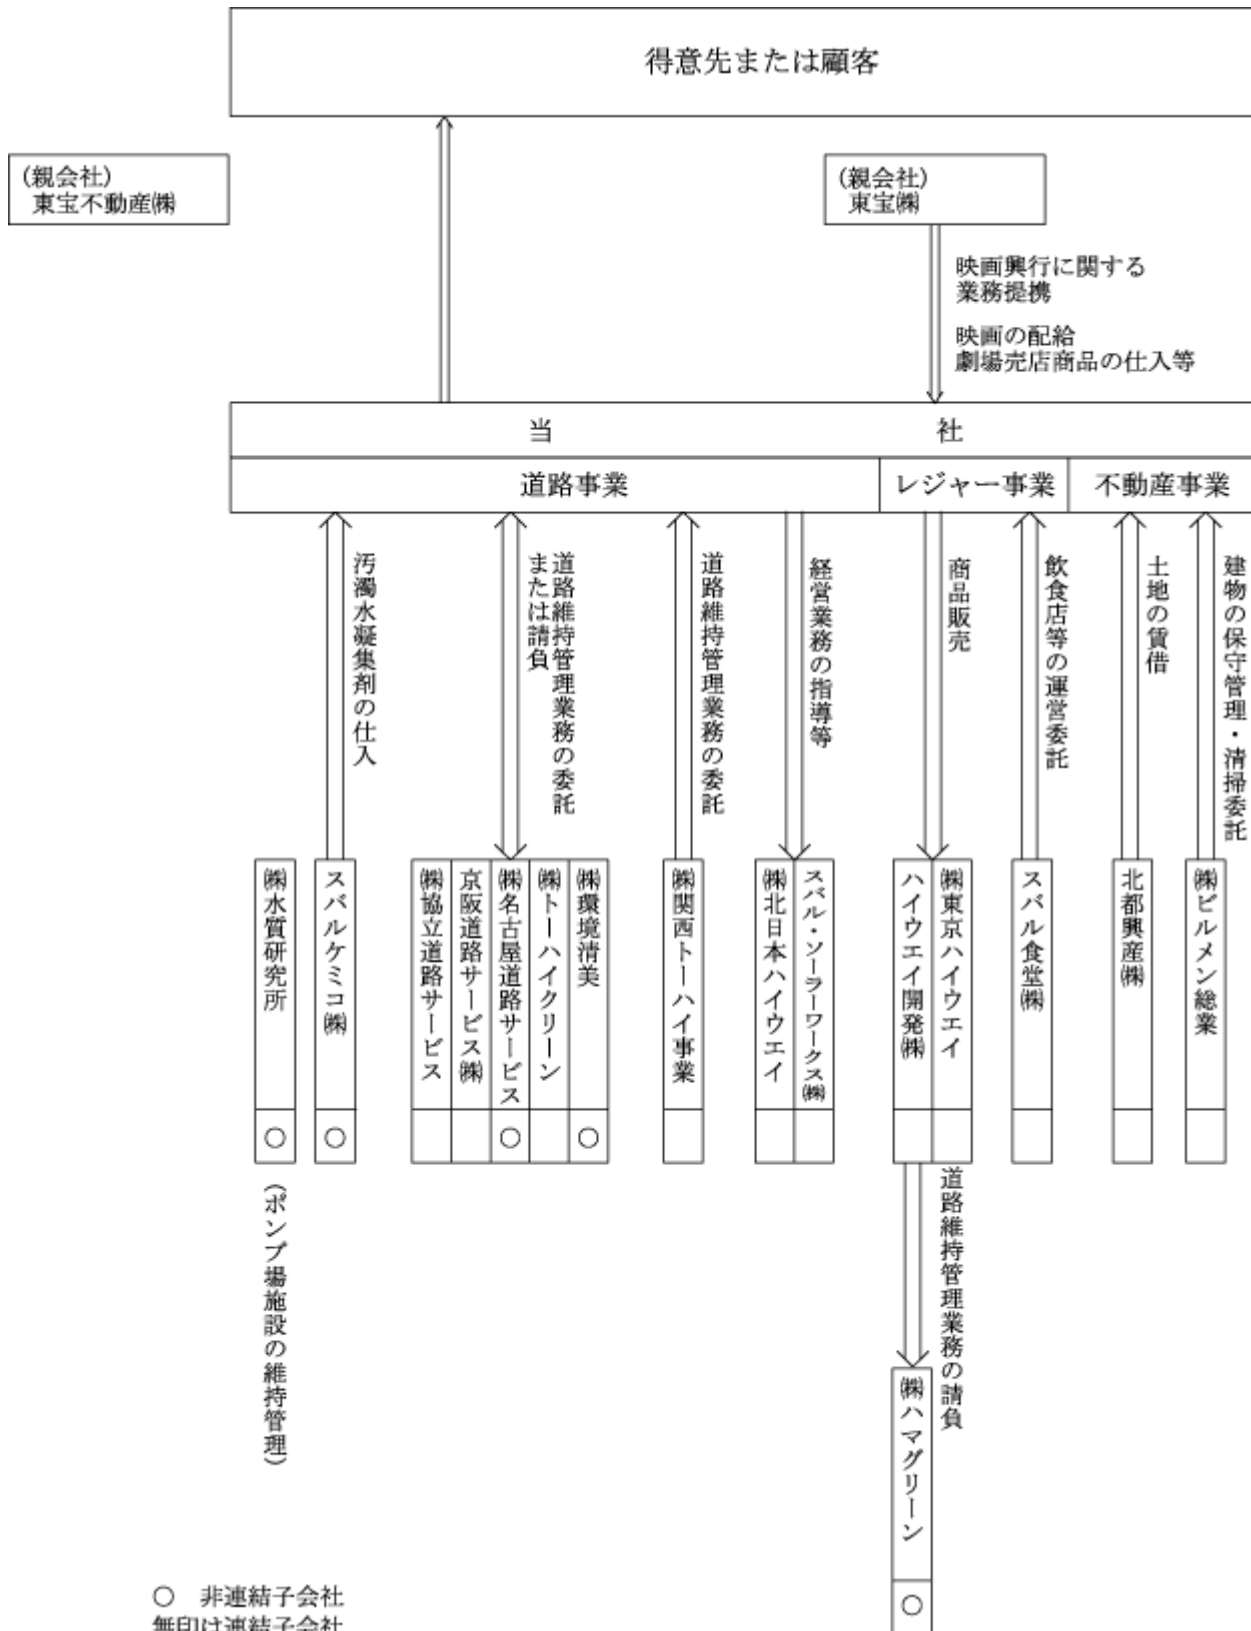 得意先または顧客
(親会社)
東宝不動産㈱
(親会社)
東宝㈱
映画興行に関する
業務提携
映画の配給
劇場売店商品の仕入等
当社
道路事業
レジャー事業
不動産事業
汚濁水凝集剤の仕入
道路維持管理業務の委託
または請負
道路維持管理業務の委託
経営業務の指導等
商品販売
飲食店等の運営委託
土地の賃借
建物の保守管理・清掃委託
㈱水質研究所
○
スバルケミコ㈱
○
㈱協立道路サービス
京阪道路サービス㈱
㈱名古屋道路サービス
○
㈱トーハイクリーン
㈱環境清美
○
㈱関西トーハイ事業
㈱北日本ハイウエイ
スバル・ソーラーワークス㈱
ハイウエイ開発㈱
㈱東京ハイウエイ
スバル食堂㈱
北都興産㈱
㈱ビルメン総業
(ポンプ場施設の維持管理)
道路維持管理業務の請負
㈱ハマグリーン
○
○ 非連結子会社
無印は連結子会社